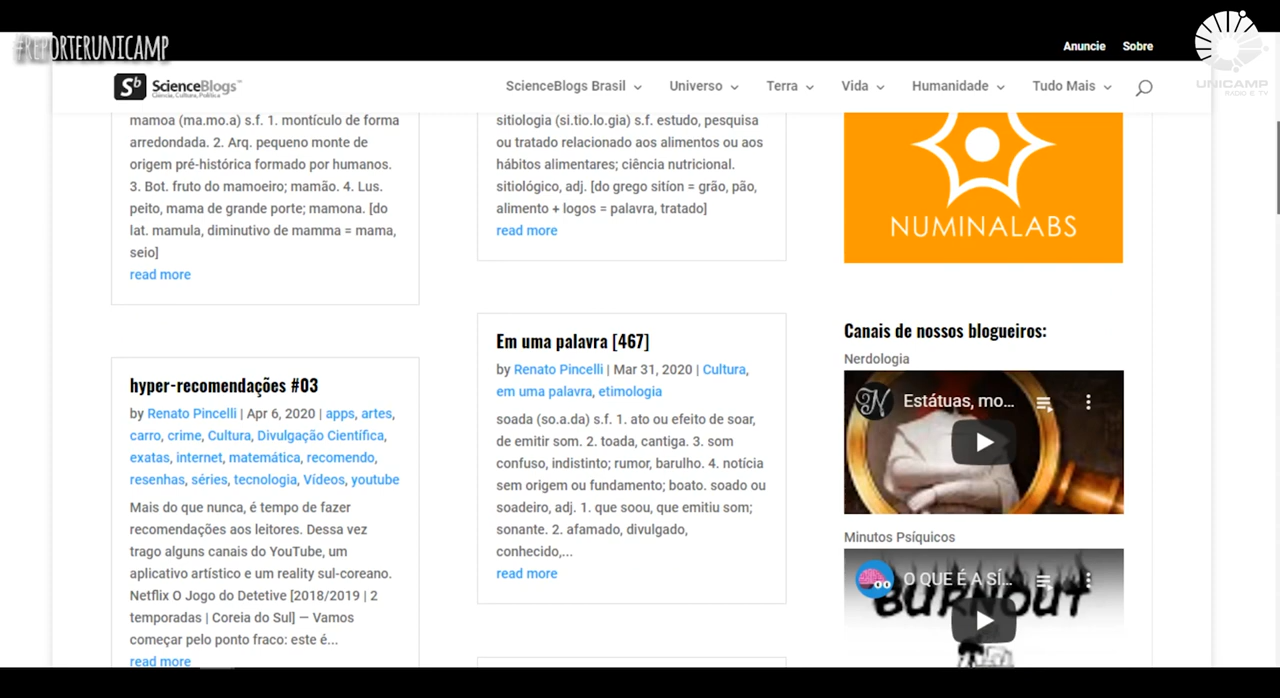 #REPORTERUNICAMP
Anuncie Sobre
UNICAMP
RÁDIO E TV
Sb ScienceBlogs™
Ciência, Cultura, Política
ScienceBlogs Brasil Universo Terra Vida Humanidade Tudo Mais
mamoa (ma.mo.a) s.f. 1. montículo de forma
arredondada. 2. Arq. pequeno monte de
origem pré-histórica formado por humanos.
3. Bot. fruto do mamoeiro; mamão. 4. Lus.
peito, mama de grande porte; mamona. [do
lat. mamula, diminutivo de mamma = mama,
seio]
read more
hyper-recomendações #03
by Renato Pincelli | Apr 6, 2020 | apps, artes,
carro, crime, Cultura, Divulgação Científica,
exatas, internet, matemática, recomendo,
resenhas, séries, tecnologia, Vídeos, youtube
Mais do que nunca, é tempo de fazer
recomendações aos leitores. Dessa vez
trago alguns canais do YouTube, um
aplicativo artístico e um reality sul-coreano.
Netflix O Jogo do Detetive [2018/2019 | 2
temporadas | Coreia do Sul] — Vamos
começar pelo ponto fraco: este é...
read more
sitiologia (si.tio.lo.gia) s.f. estudo, pesquisa
ou tratado relacionado aos alimentos ou aos
hábitos alimentares; ciência nutricional.
sitiológico, adj. [do grego sitíon = grão, pão,
alimento + logos = palavra, tratado]
read more
Em uma palavra [467]
by Renato Pincelli | Mar 31, 2020 | Cultura,
em uma palavra, etimologia
soada (so.a.da) s.f. 1. ato ou efeito de soar,
de emitir som. 2. toada, cantiga. 3. som
confuso, indistinto; rumor, barulho. 4. notícia
sem origem ou fundamento; boato. soado ou
soadeiro, adj. 1. que soou, que emitiu som;
sonante. 2. afamado, divulgado,
conhecido,...
read more
NUMINALABS
Canais de nossos blogueiros:
Nerdologia
Estátuas, mo...
Minutos Psíquicos
O QUE É A SÍ...
BURNOUT